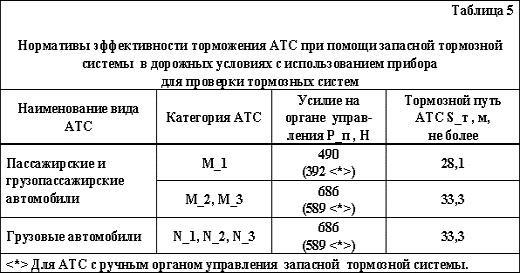 Таблица 5
Нормативы эффективности торможения АТС при помощи запасной тормозной
системы в дорожных условиях с использованием прибора
для проверки тормозных систем
Наименование вида
АТС
Категория АТС
Усилие на
органе управ-
ления P_п , Н
Тормозной путь
АТС S_т , м,
не более
Пассажирские и
грузопассажирские
автомобили
M_1
490
(392 <*>)
28,1
M_2, M_3
686
(589 <*>)
33,3
Грузовые автомобили
N_1, N_2, N_3
686
(589 <*>)
33,3
<*> Для АТС с ручным органом управления запасной тормозной системы.